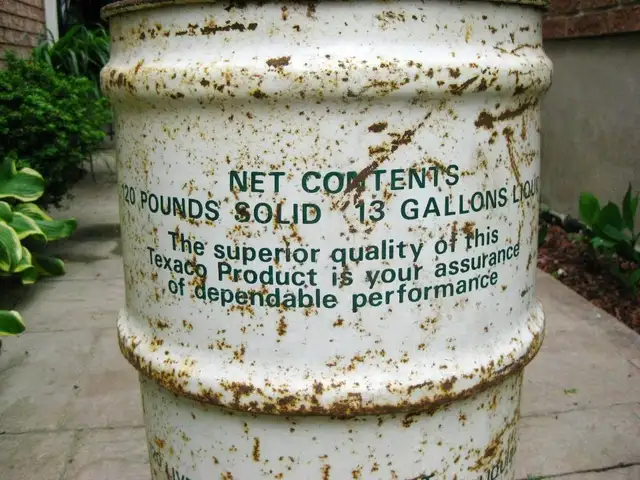 NET CONTENTS
120 POUNDS SOLID 13 GALLONS LIQUID
The superior quality of this
Texaco Product is your assurance
of dependable performance